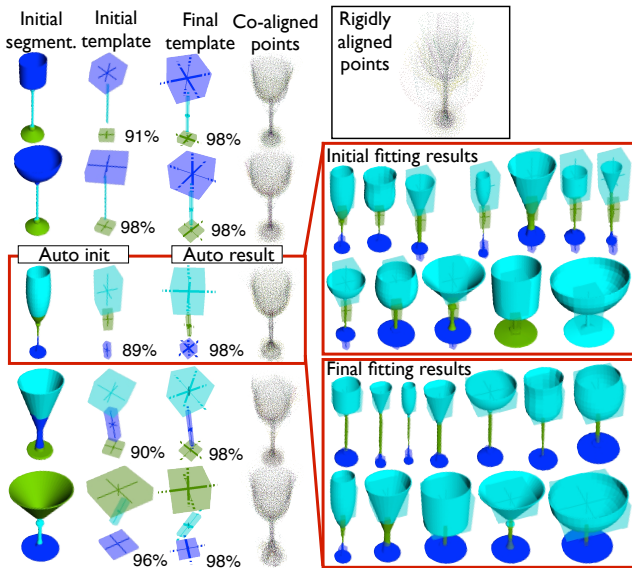 Initial segment.
Initial template
Final template
Co-aligned points
Rigidly aligned points
91%
98%
98%
98%
Initial fitting results
Auto init
Auto result
89%
98%
Final fitting results
90%
98%
96%
98%